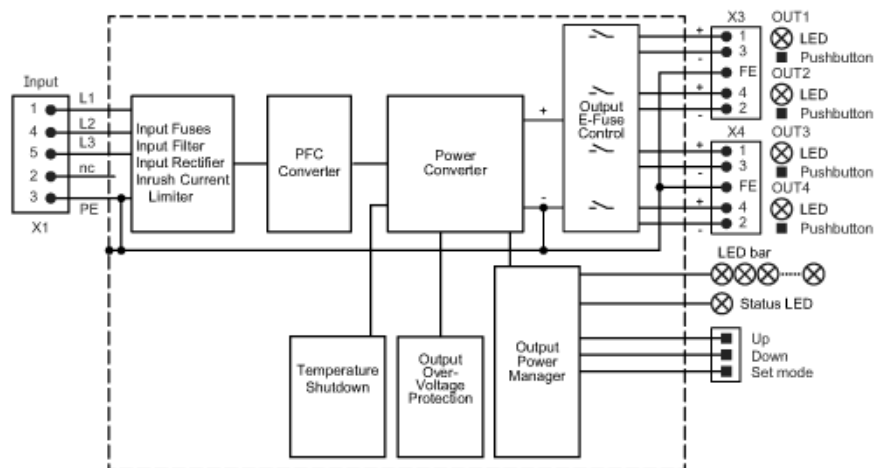 Input
1
L1
4
L2
5
L3
2
nc
3
PE
X1
Input Fuses
Input Filter
Input Rectifier
Inrush Current
Limiter
PFC
Converter
Power
Converter
+
-
Output
E-Fuse
Control
X3
+
1
3
-
FE
+
4
2
-
OUT1
LED
Pushbutton
OUT2
LED
Pushbutton
X4
+
1
3
-
FE
+
4
2
-
OUT3
LED
Pushbutton
OUT4
LED
Pushbutton
LED bar
Status LED
Up
Down
Set mode
Temperature
Shutdown
Output
Over-
Voltage
Protection
Output
Power
Manager